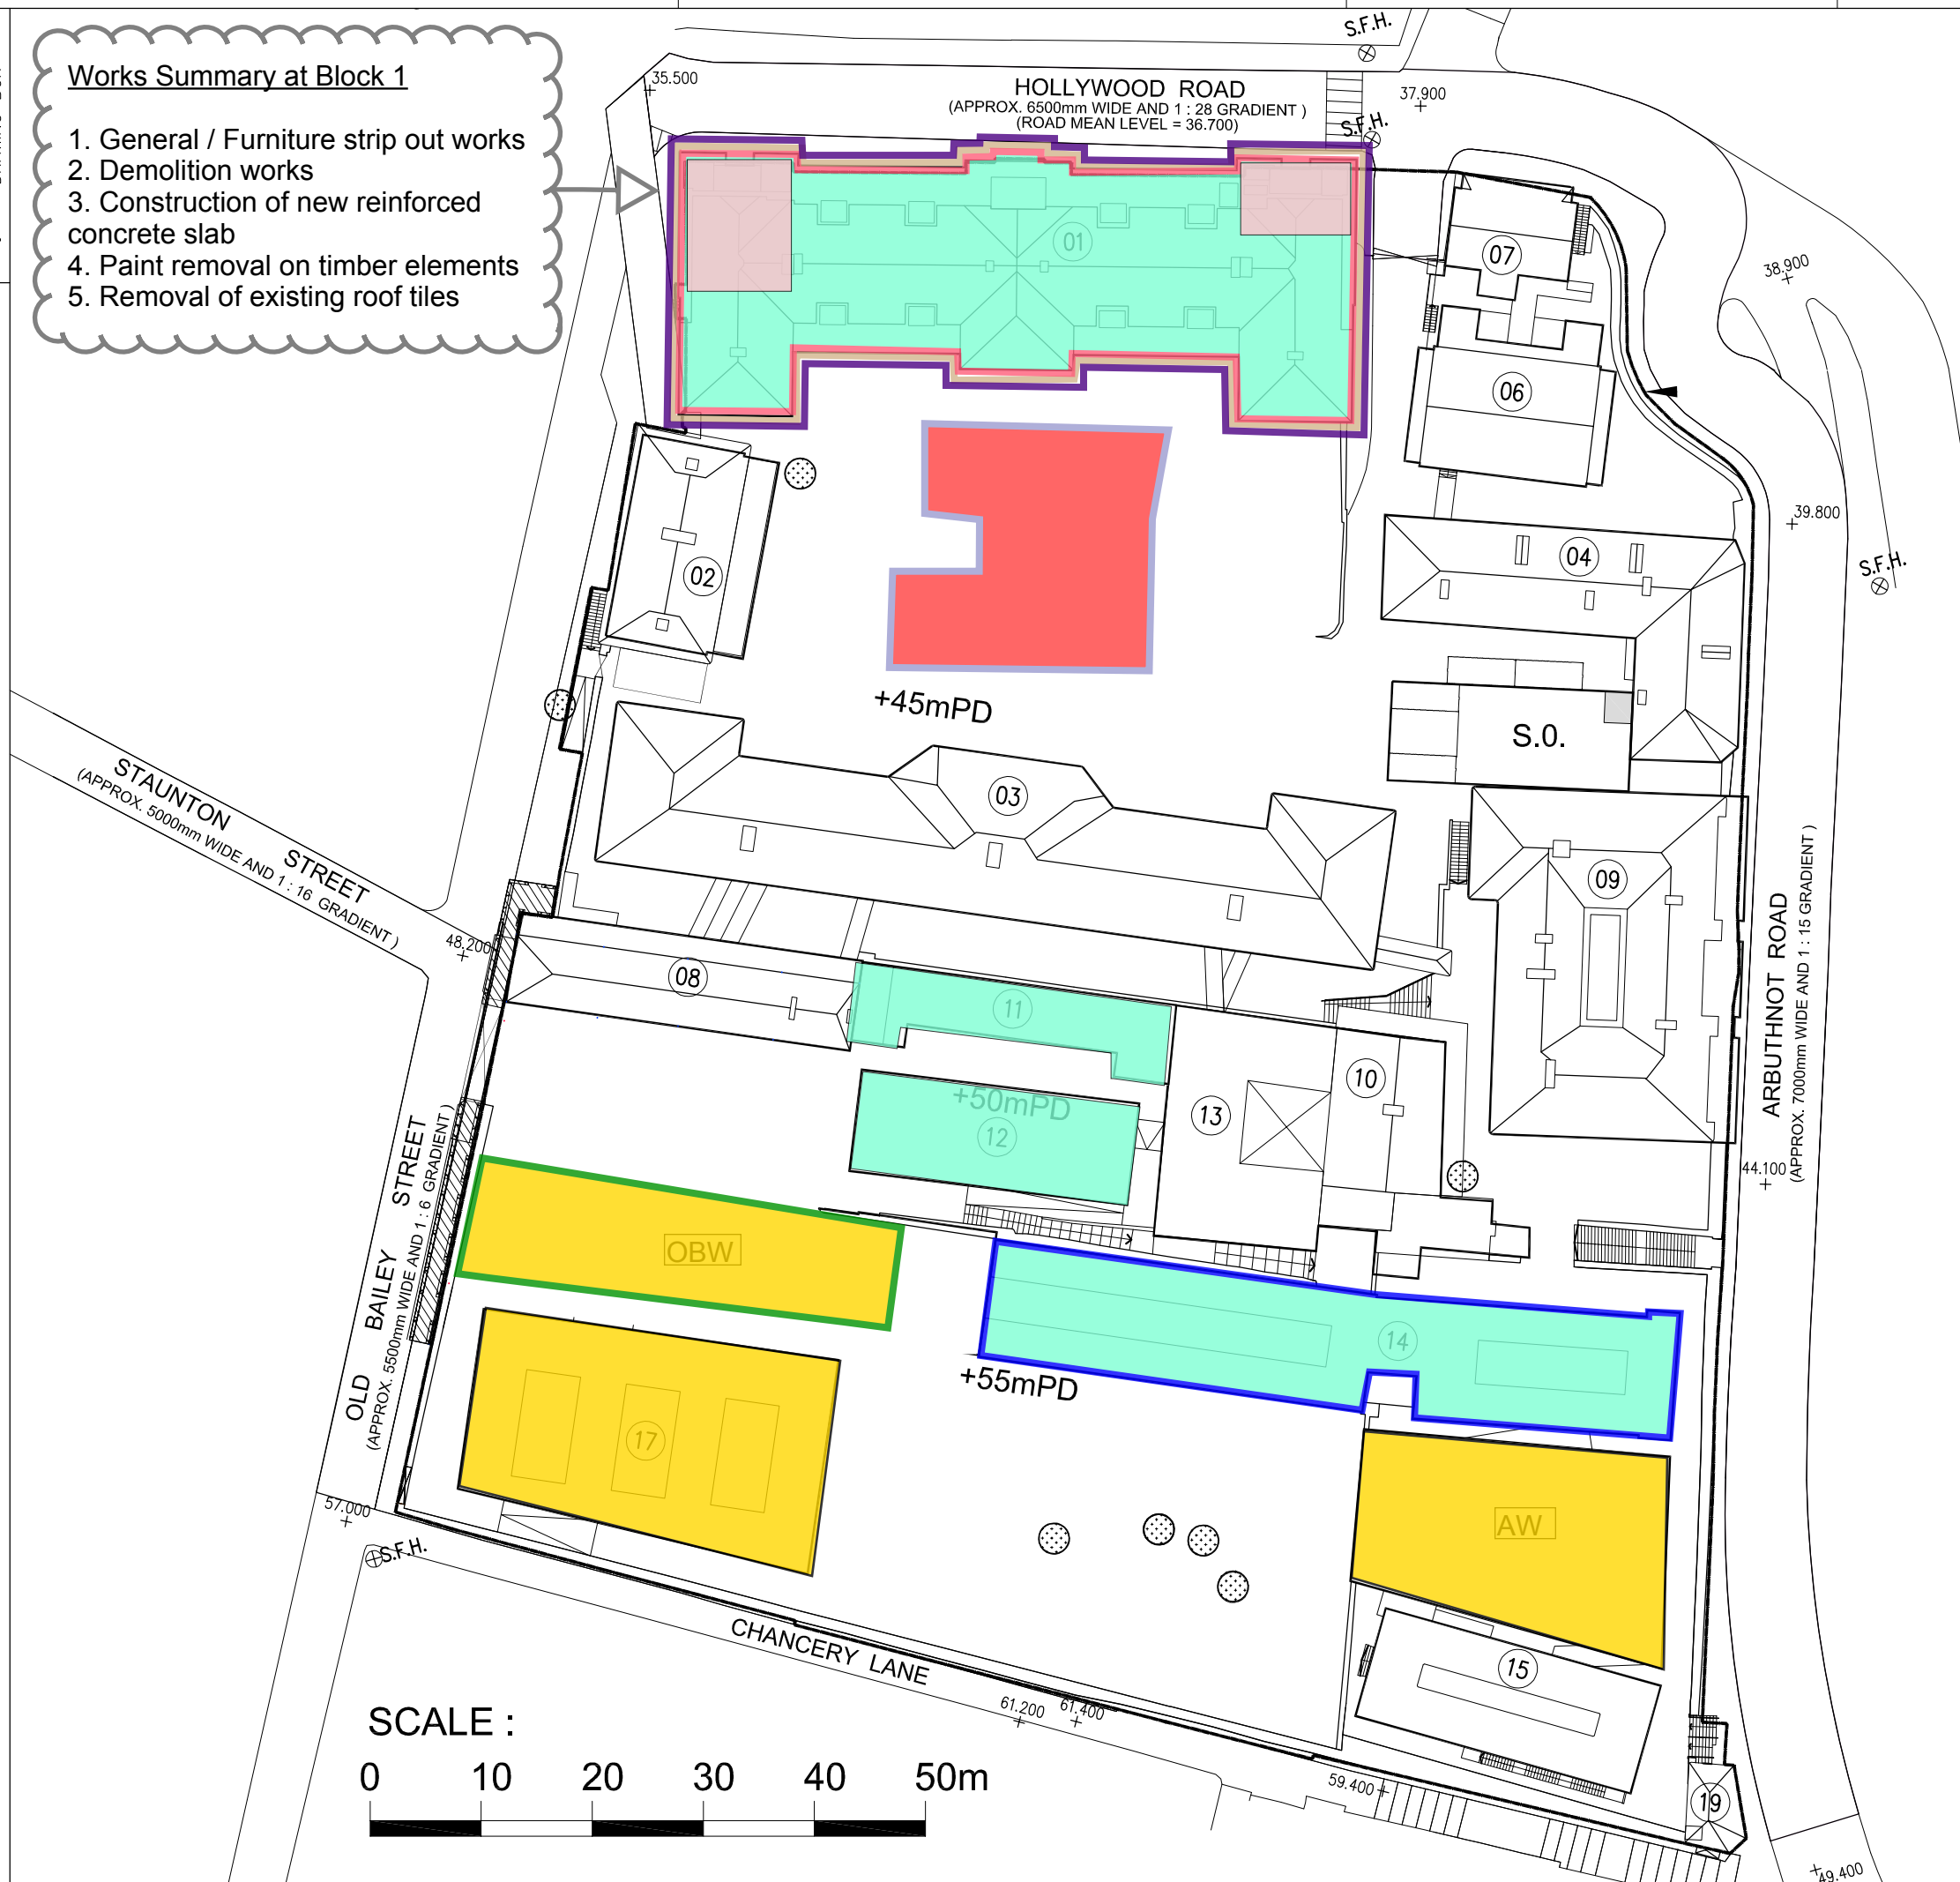 Works Summary at Block 1
1. General / Furniture strip out works
2. Demolition works
3. Construction of new reinforced
concrete slab
4. Paint removal on timber elements
5. Removal of existing roof tiles
S.F.H.
35.500
HOLLYWOOD ROAD
(APPROX. 6500mm WIDE AND 1 : 28 GRADIENT )
(ROAD MEAN LEVEL = 36.700)
37.900
S.F.H.
01
07
38.900
06
39.800
02
04
S.F.H.
+45mPD
S.O.
STAUNTON STREET
(APPROX. 5000mm WIDE AND 1 : 16 GRADIENT )
03
09
ARBUTHNOT ROAD
(APPROX. 7000mm WIDE AND 1 : 15 GRADIENT )
48.200
08
11
10
+50mPD
13
12
44.100
OLD BAILEY STREET
(APPROX. 5500mm WIDE AND 1 : 6 GRADIENT )
OBW
14
+55mPD
17
57.000
AW
S.F.H.
CHANCERY LANE
15
61.200
61.400
SCALE :
0 10 20 30 40 50m
59.400
19
49.400